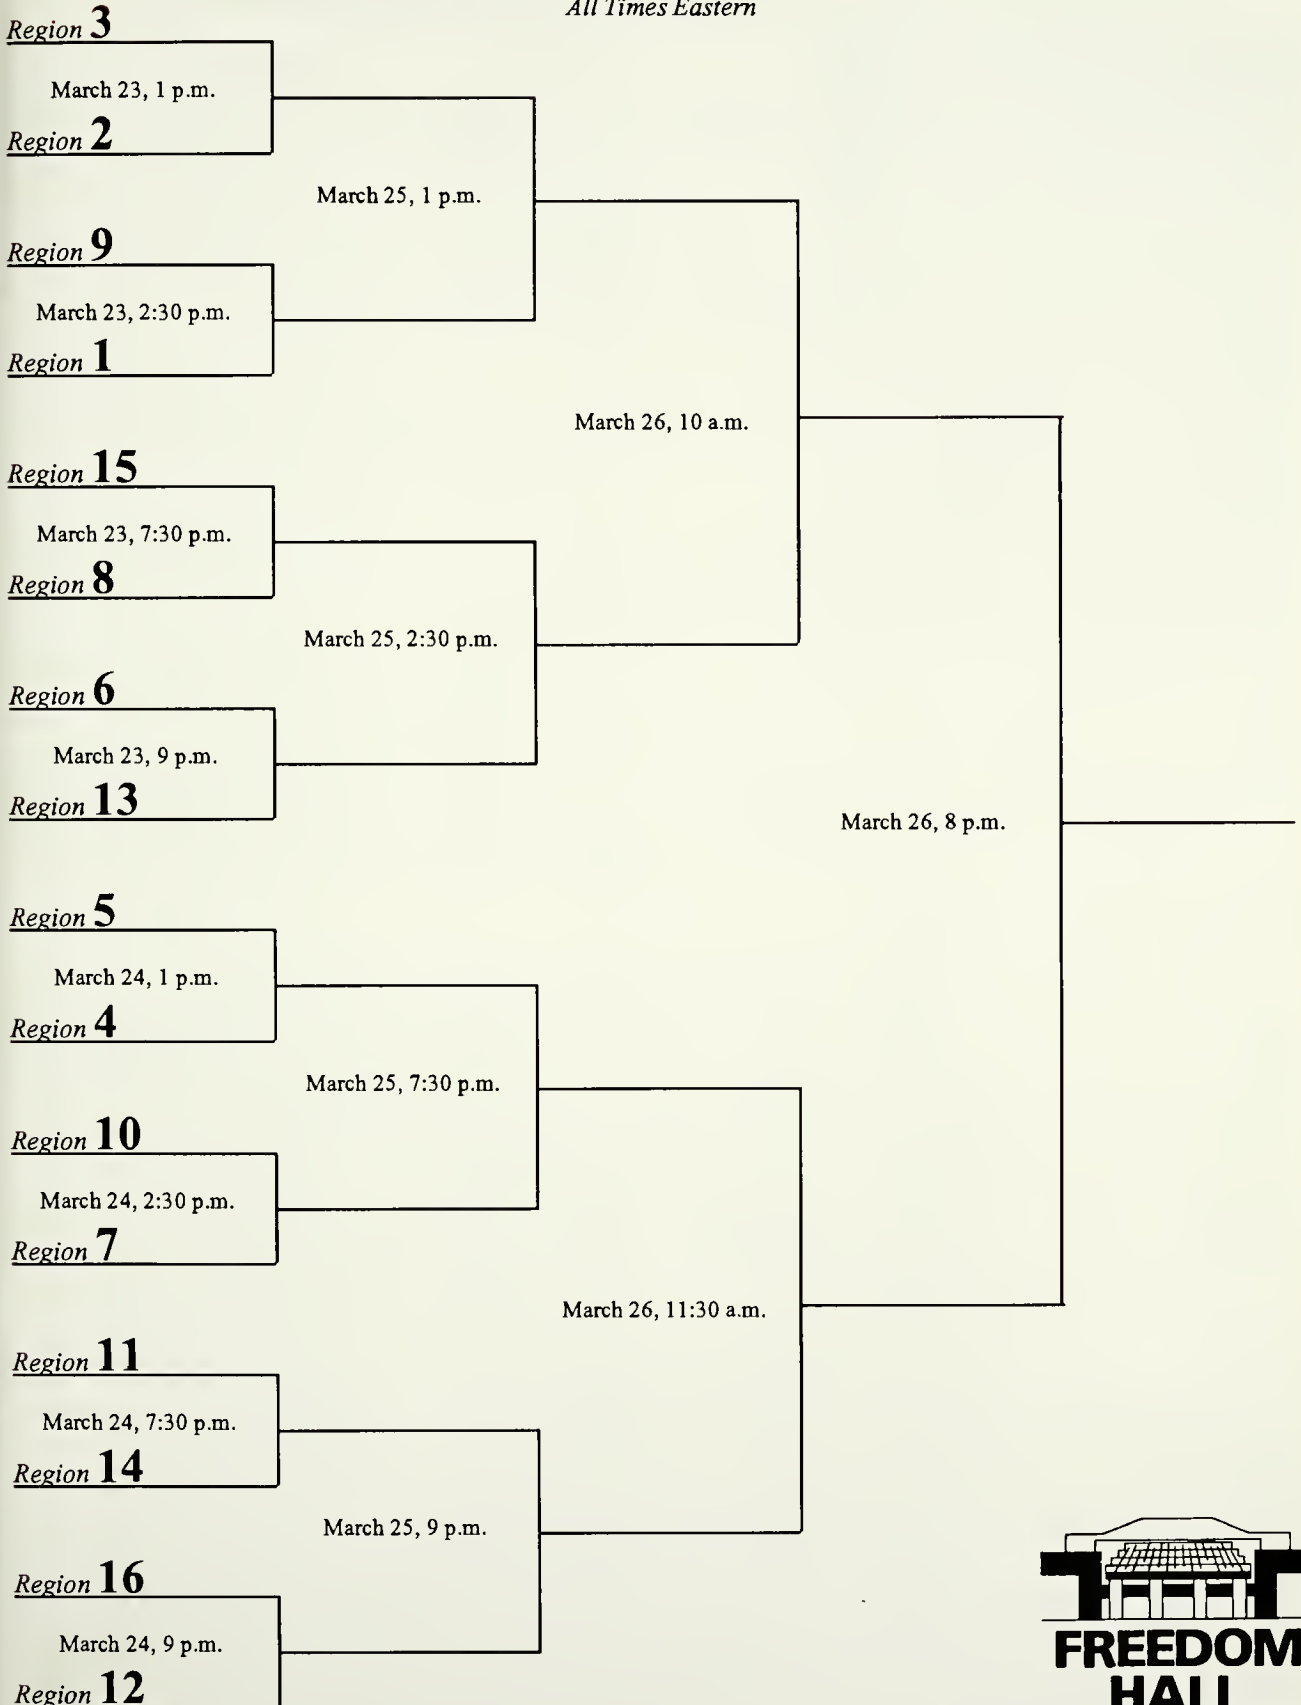 All Times Eastern
Region 3
March 23, 1 p.m.
Region 2
March 25, 1 p.m.
Region 9
March 23, 2:30 p.m.
Region 1
March 26, 10 a.m.
Region 15
March 23, 7:30 p.m.
Region 8
March 25, 2:30 p.m.
Region 6
March 23, 9 p.m.
Region 13
March 26, 8 p.m.
Region 5
March 24, 1 p.m.
Region 4
March 25, 7:30 p.m.
Region 10
March 24, 2:30 p.m.
Region 7
March 26, 11:30 a.m.
Region 11
March 24, 7:30 p.m.
Region 14
March 25, 9 p.m.
Region 16
March 24, 9 p.m.
Region 12
FREEDOM
HALL